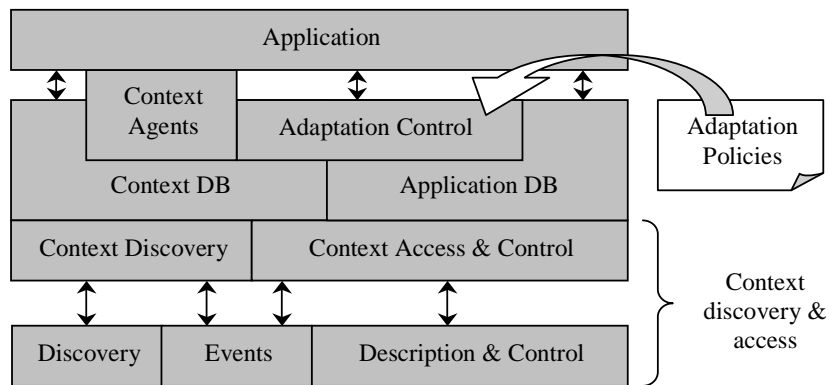 Application
Context
Agents
Adaptation Control
Adaptation
Policies
Context DB
Application DB
Context Discovery
Context Access & Control
Context
discovery &
access
Discovery
Events
Description & Control